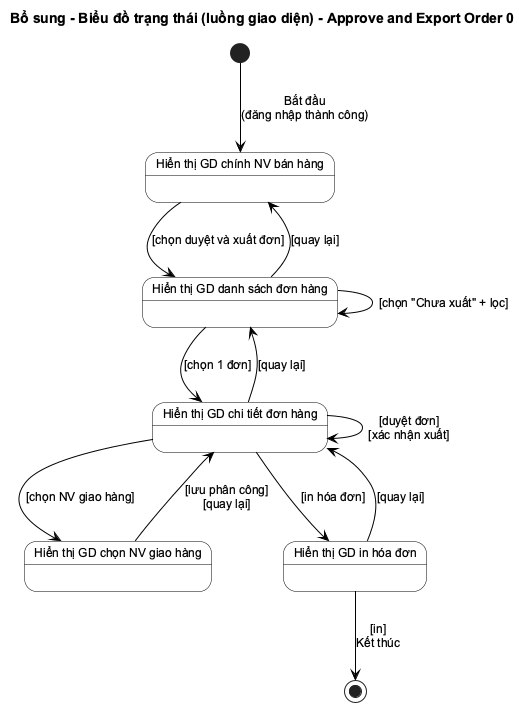 Bổ sung - Biểu đồ trạng thái (luồng giao diện) - Approve and Export Order 0
Bắt đầu
(đăng nhập thành công)
Hiển thị GD chính NV bán hàng
[chọn duyệt và xuất đơn]
[quay lại]
Hiển thị GD danh sách đơn hàng
[chọn "Chưa xuất" + lọc]
[chọn 1 đơn]
[quay lại]
Hiển thị GD chi tiết đơn hàng
[duyệt đơn]
[xác nhận xuất]
[chọn NV giao hàng]
[lưu phân công]
[quay lại]
[in hóa đơn]
[quay lại]
Hiển thị GD chọn NV giao hàng
Hiển thị GD in hóa đơn
[in]
Kết thúc